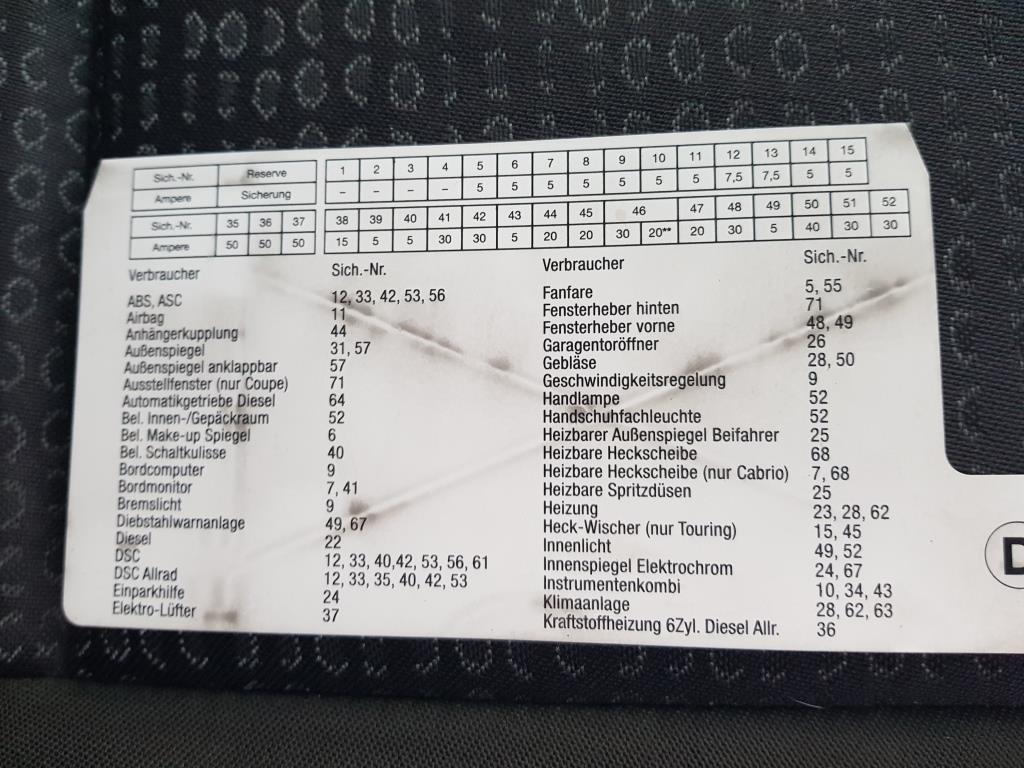 Sich.-Nr. Reserve 1 2 3 4 5 6 7 8 9 10 11 12 13 14 15
Ampere Sicherung – – – – 5 5 5 5 5 5 5 7,5 7,5 5 5
Sich.-Nr. 35 36 37 38 39 40 41 42 43 44 45 46 47 48 49 50 51 52
Ampere 50 50 50 15 5 5 30 30 5 20 20 30 20** 20 30 5 40 30 30
Verbraucher Sich.-Nr.
ABS, ASC 12, 33, 42, 53, 56
Airbag 11
Anhängerkupplung 44
Außenspiegel 31, 57
Außenspiegel anklappbar 57
Ausstellfenster (nur Coupe) 71
Automatikgetriebe Diesel 64
Bel. Innen-/Gepäckraum 52
Bel. Make-up Spiegel 6
Bel. Schaltkulisse 40
Bordcomputer 9
Bordmonitor 7, 41
Bremslicht 9
Diebstahlwarnanlage 49, 67
Diesel 22
DSC 12, 33, 40,42, 53, 56, 61
DSC Allrad 12, 33, 35, 40, 42, 53
Einparkhilfe 24
Elektro-Lüfter 37
Verbraucher Sich.-Nr.
Fanfare 5, 55
Fensterheber hinten 71
Fensterheber vorne 48, 49
Garagentoröffner 26
Gebläse 28, 50
Geschwindigkeitsregelung 9
Handlampe 52
Handschuhfachleuchte 52
Heizbarer Außenspiegel Beifahrer 25
Heizbare Heckscheibe 68
Heizbare Heckscheibe (nur Cabrio) 7, 68
Heizbare Spritzdüsen 25
Heizung 23, 28, 62
Heck-Wischer (nur Touring) 15, 45
Innenlicht 49, 52
Innenspiegel Elektrochrom 24, 67
Instrumentenkombi 10, 34, 43
Klimaanlage 28, 62, 63
Kraftstoffheizung 6Zyl. Diesel Allr. 36
D